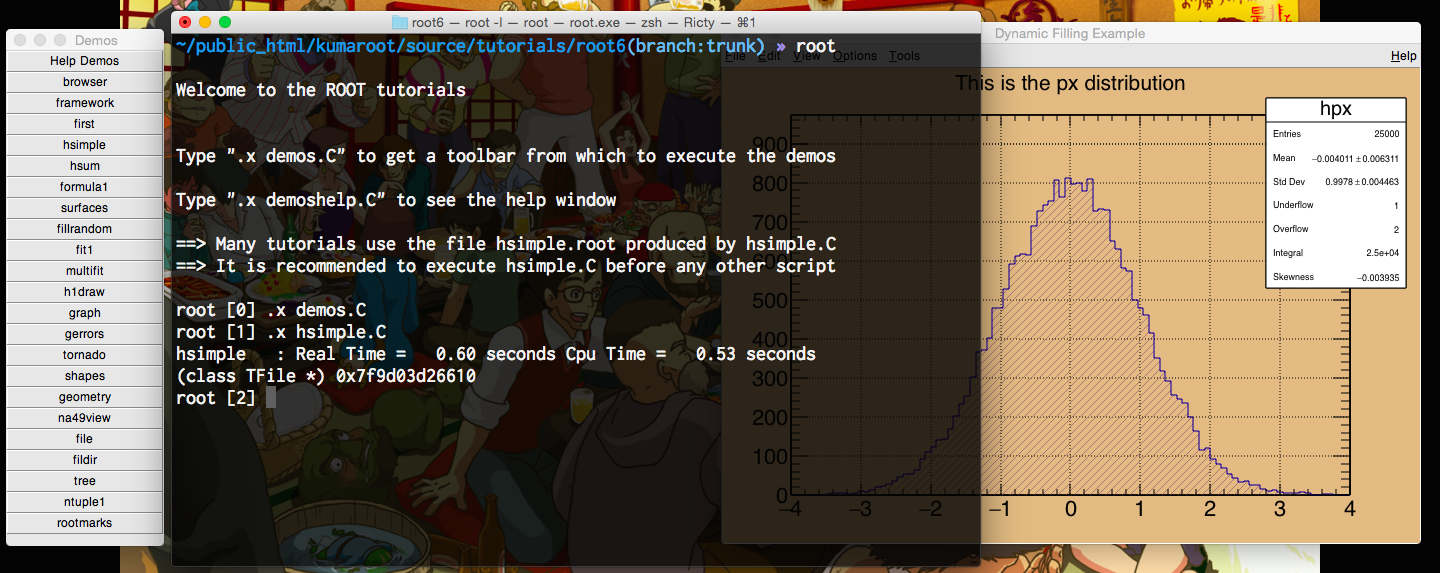 Demos
Help Demos
browser
framework
first
hsimple
hsum
formula1
surfaces
fillrandom
fit1
multifit
h1draw
graph
gerrors
tornado
shapes
geometry
na49view
file
fildir
tree
ntuple1
rootmarks
root6 — root -l — root — root.exe — zsh — Ricty — ⌘1
~/public_html/kumaroot/source/tutorials/root6(branch:trunk) » root
Welcome to the ROOT tutorials
Type ".x demos.C" to get a toolbar from which to execute the demos
Type ".x demoshelp.C" to see the help window
==> Many tutorials use the file hsimple.root produced by hsimple.C
==> It is recommended to execute hsimple.C before any other script
root [0] .x demos.C
root [1] .x hsimple.C
hsimple   : Real Time =   0.60 seconds Cpu Time =   0.53 seconds
(class TFile *) 0x7f9d03d26610
root [2]
Dynamic Filling Example
File Edit View Options Tools Help
This is the px distribution
hpx
Entries 25000
Mean −0.004011±0.006311
Std Dev 0.9978±0.004463
Underflow 1
Overflow 2
Integral 2.5e+04
Skewness −0.003935
900
800
700
600
500
400
300
200
100
0
−4 −3 −2 −1 0 1 2 3 4